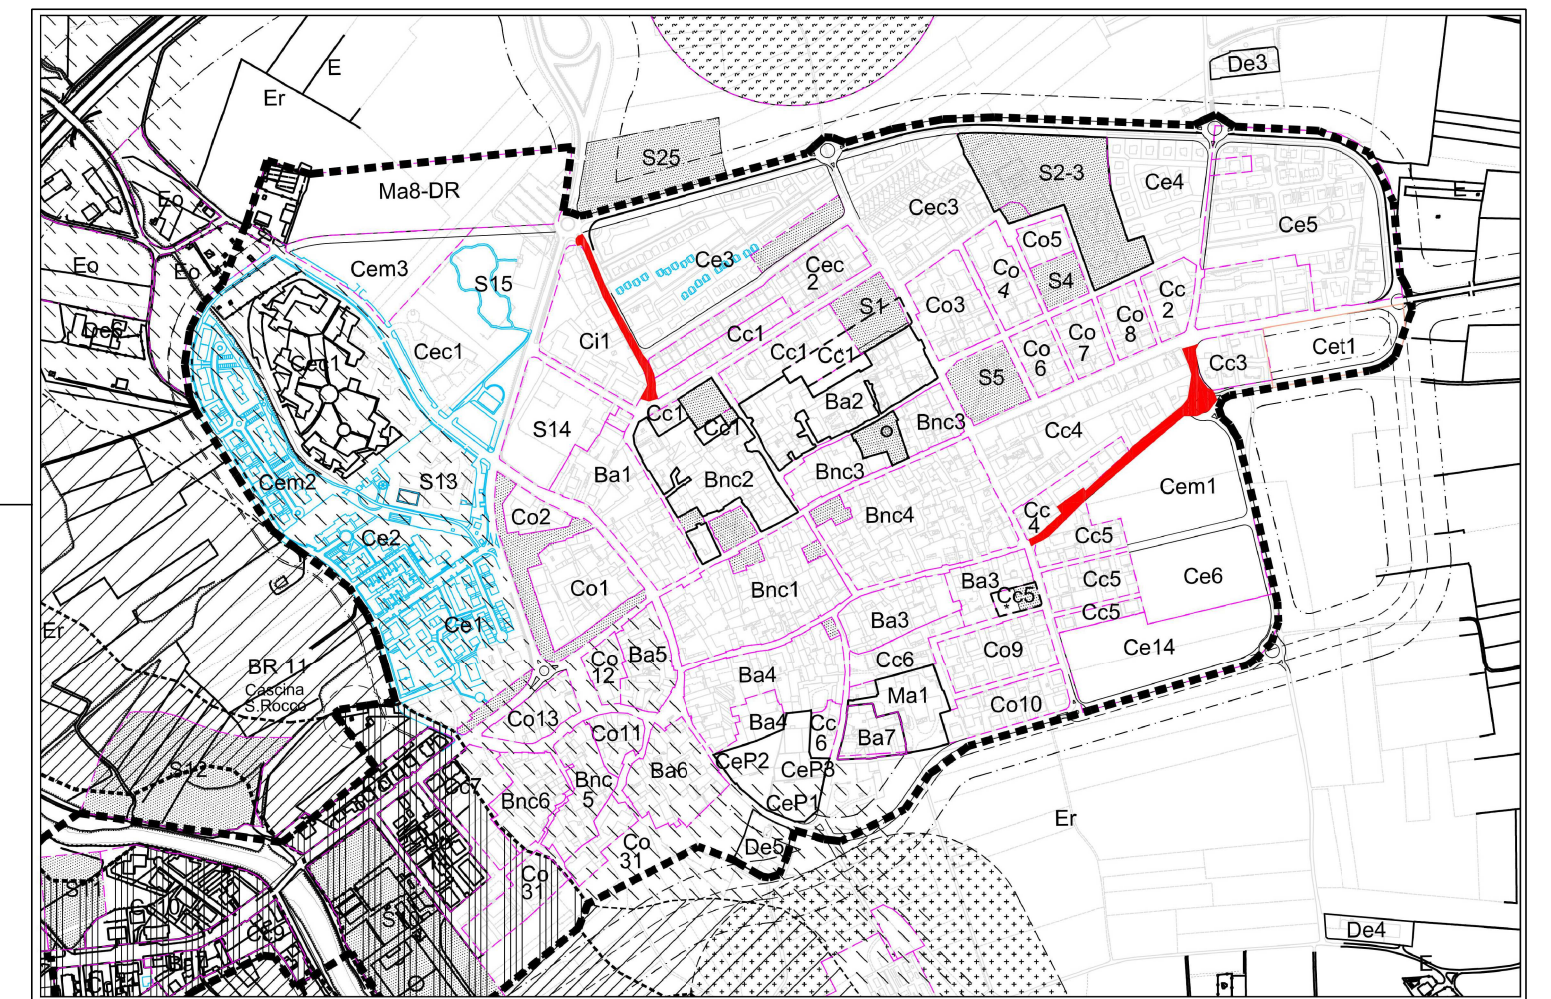 De3
E
Er
S25
Ma8-DR
S2-3
Ce4
E
Eo
Cec3
Ce5
Co5
Ce3
Eo
Eo
Cem3
S15
Cec
2
Co
4
S4
S1
Co3
Cc
2
Co
8
Ci1
Cc1
Co
7
Cec1
Cc1
Cc1
Co
6
Cet1
Cc3
S5
Ba2
Cc1
S14
Cc1
Bnc3
Cc4
Ba1
Bnc3
Bnc2
S13
Cem2
Cem1
Co2
Bnc4
Cc
4
Cc5
Ce2
Co1
Bnc1
Ba3
Cc5
Cc5
Ce6
Ce1
Ba3
Cc5
Er
Ba5
Co9
Ce14
Co
12
Cc6
BR 11
Cascina
S.Rocco
Ba4
Ma1
Co10
Co13
Ba4
Cc
6
Co11
Ba7
CeP2
CeP3
S12
Ba6
Bnc
5
Cc7
Bnc6
CeP1
Er
Co
31
De5
Co
31
De4
E